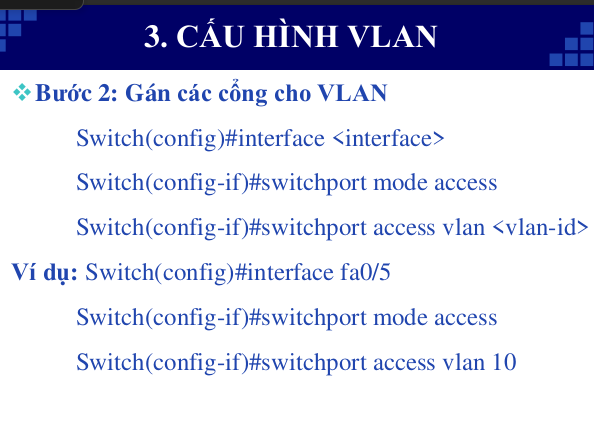 3. CẤU HÌNH VLAN
❖Bước 2: Gán các cổng cho VLAN
Switch(config)#interface <interface>
Switch(config-if)#switchport mode access
Switch(config-if)#switchport access vlan <vlan-id>
Ví dụ: Switch(config)#interface fa0/5
Switch(config-if)#switchport mode access
Switch(config-if)#switchport access vlan 10